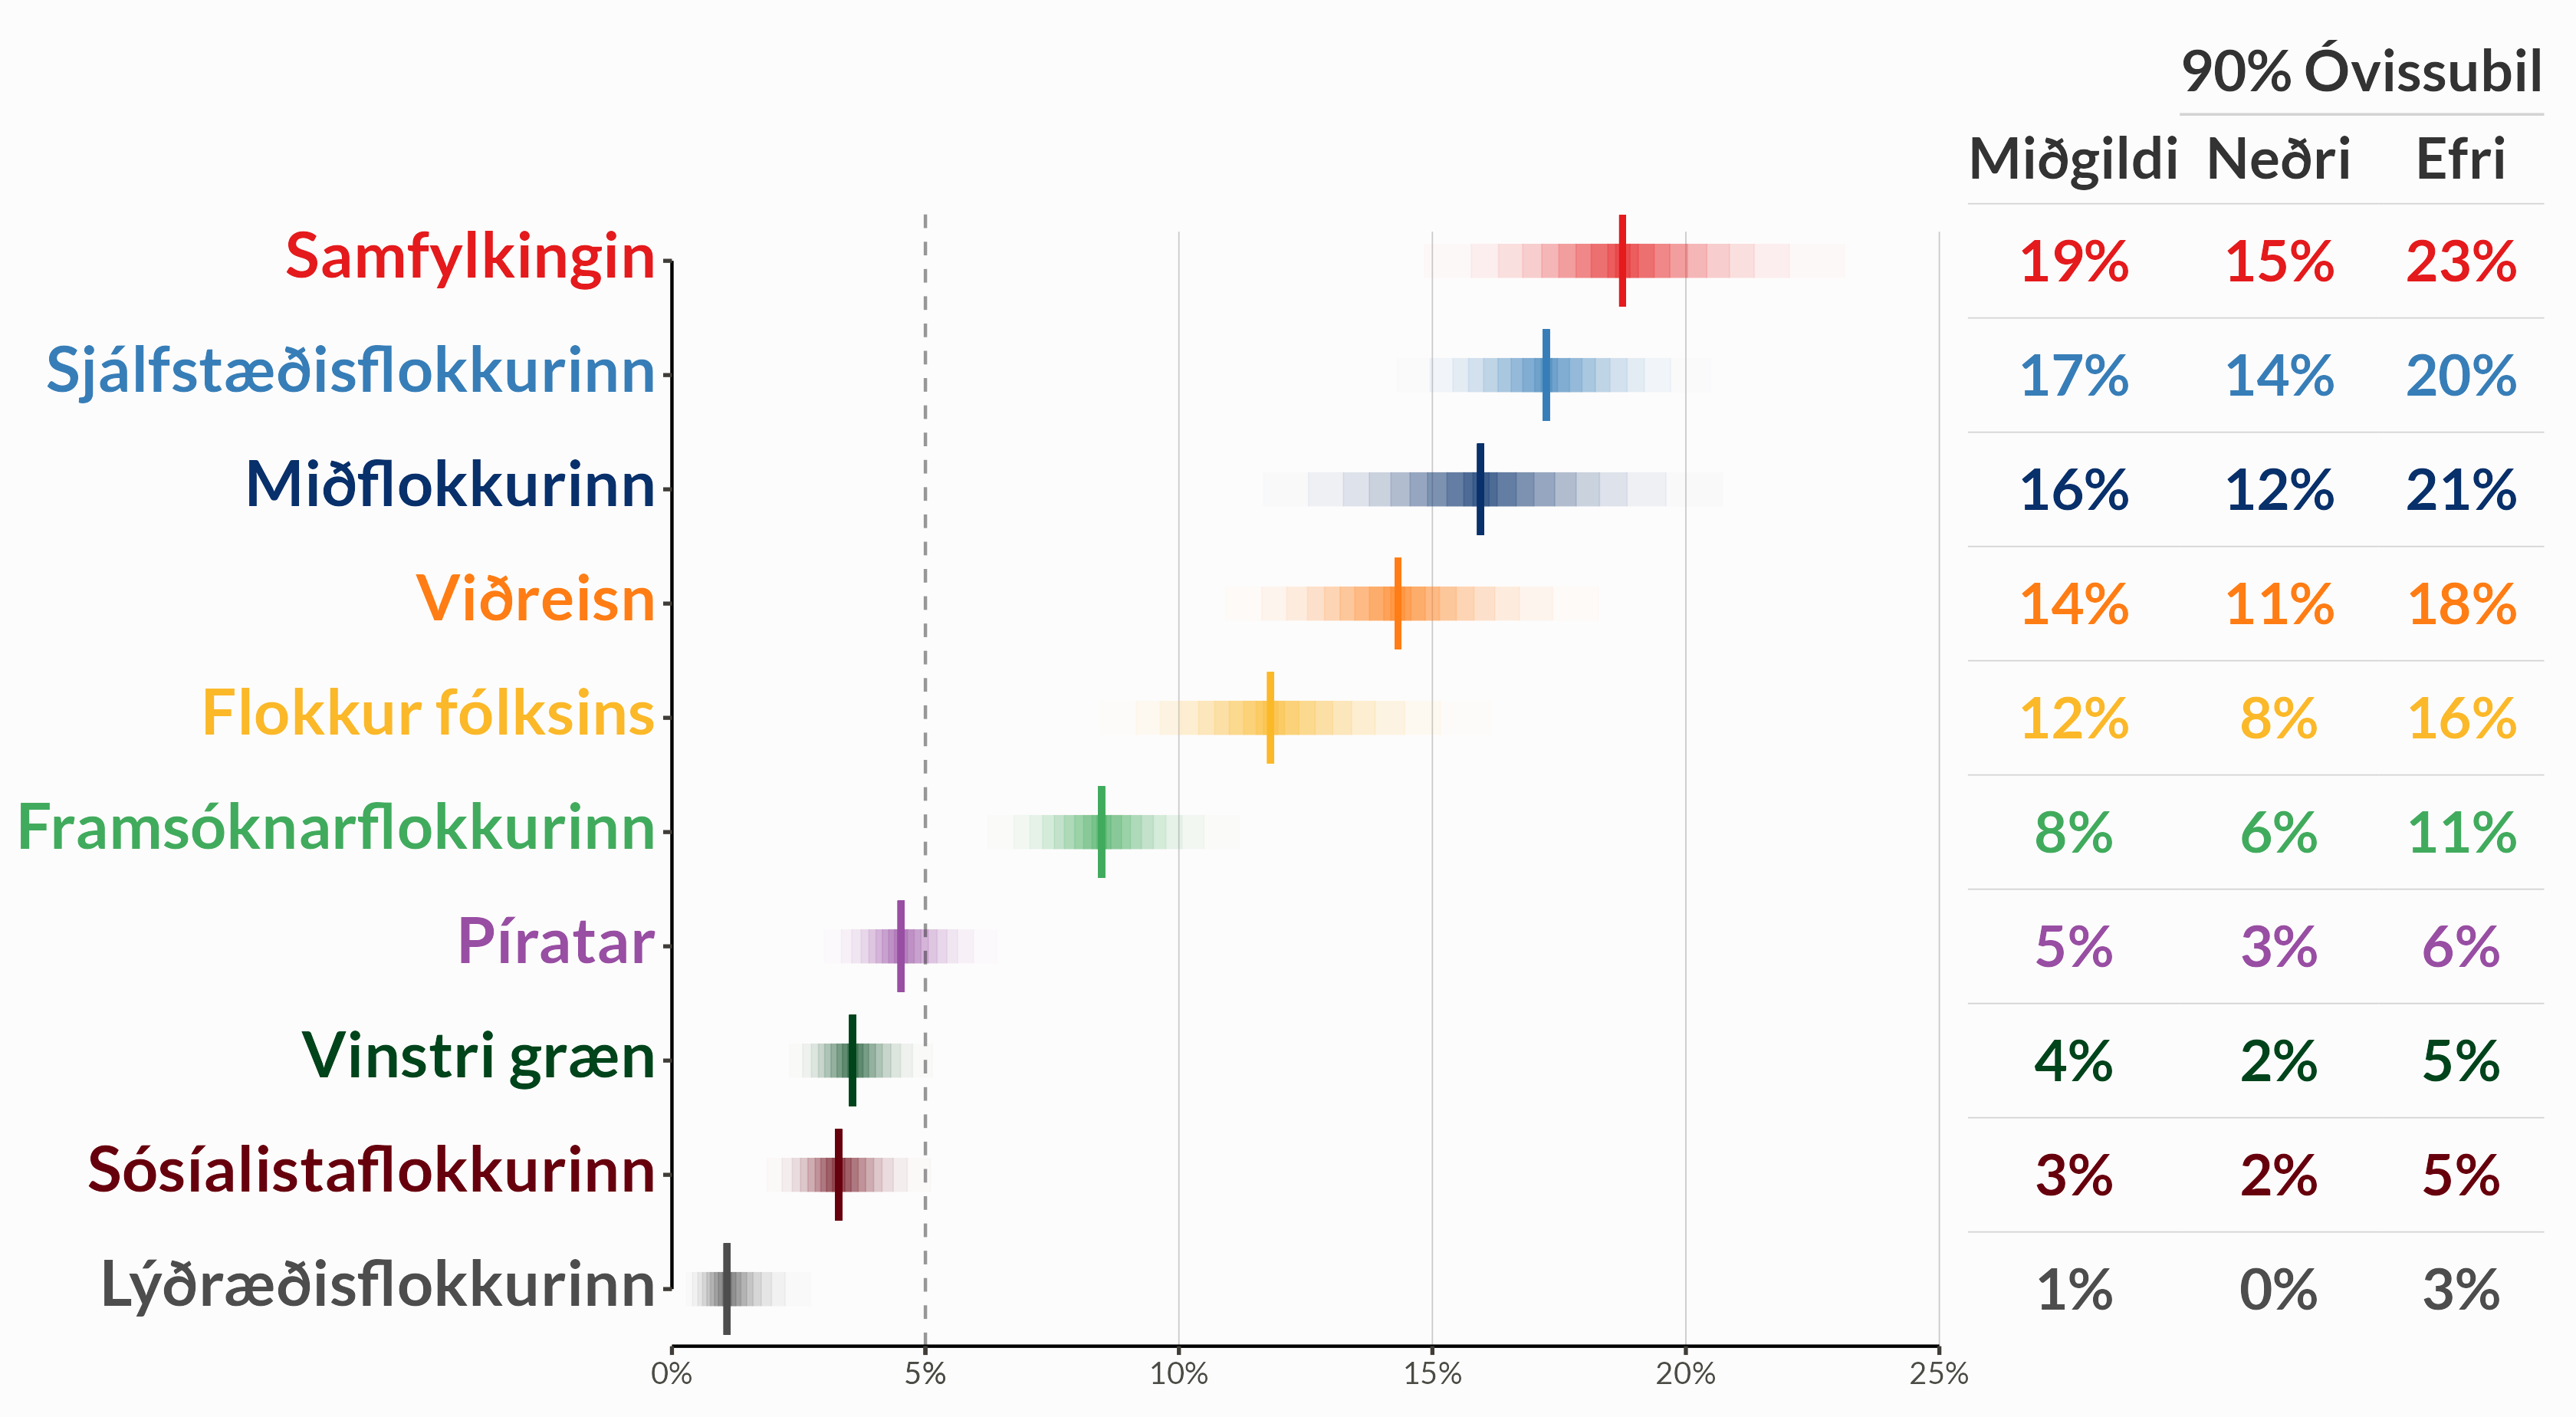 90% Óvissubil
Miðgildi Neðri Efri
Samfylkingin 19% 15% 23%
Sjálfstæðisflokkurinn 17% 14% 20%
Miðflokkurinn 16% 12% 21%
Viðreisn 14% 11% 18%
Flokkur fólksins 12% 8% 16%
Framsóknarflokkurinn 8% 6% 11%
Píratar 5% 3% 6%
Vinstri græn 4% 2% 5%
Sósíalistaflokkurinn 3% 2% 5%
Lýðræðisflokkurinn 1% 0% 3%
0% 5% 10% 15% 20% 25%